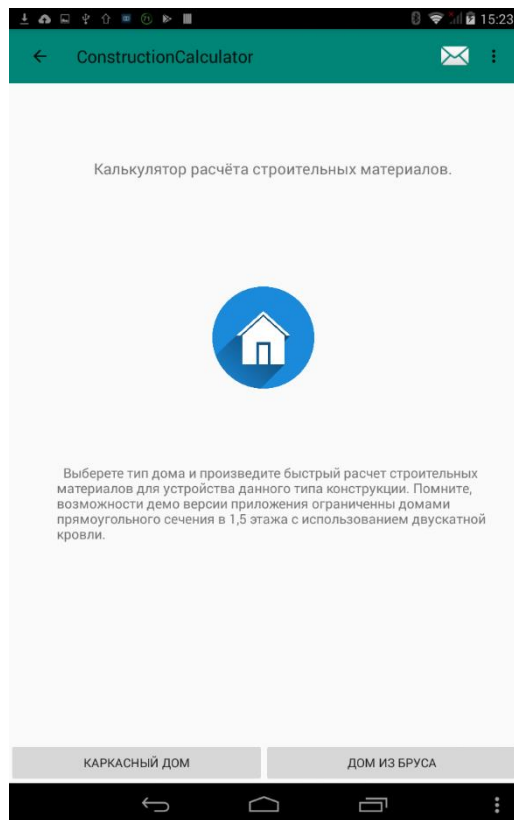 15:23
ConstructionCalculator
Калькулятор расчёта строительных материалов.
Выберете тип дома и произведите быстрый расчет строительных
материалов для устройства данного типа конструкции. Помните,
возможности демо версии приложения ограниченны домами
прямоугольного сечения в 1,5 этажа с использованием двускатной
кровли.
КАРКАСНЫЙ ДОМ
ДОМ ИЗ БРУСА